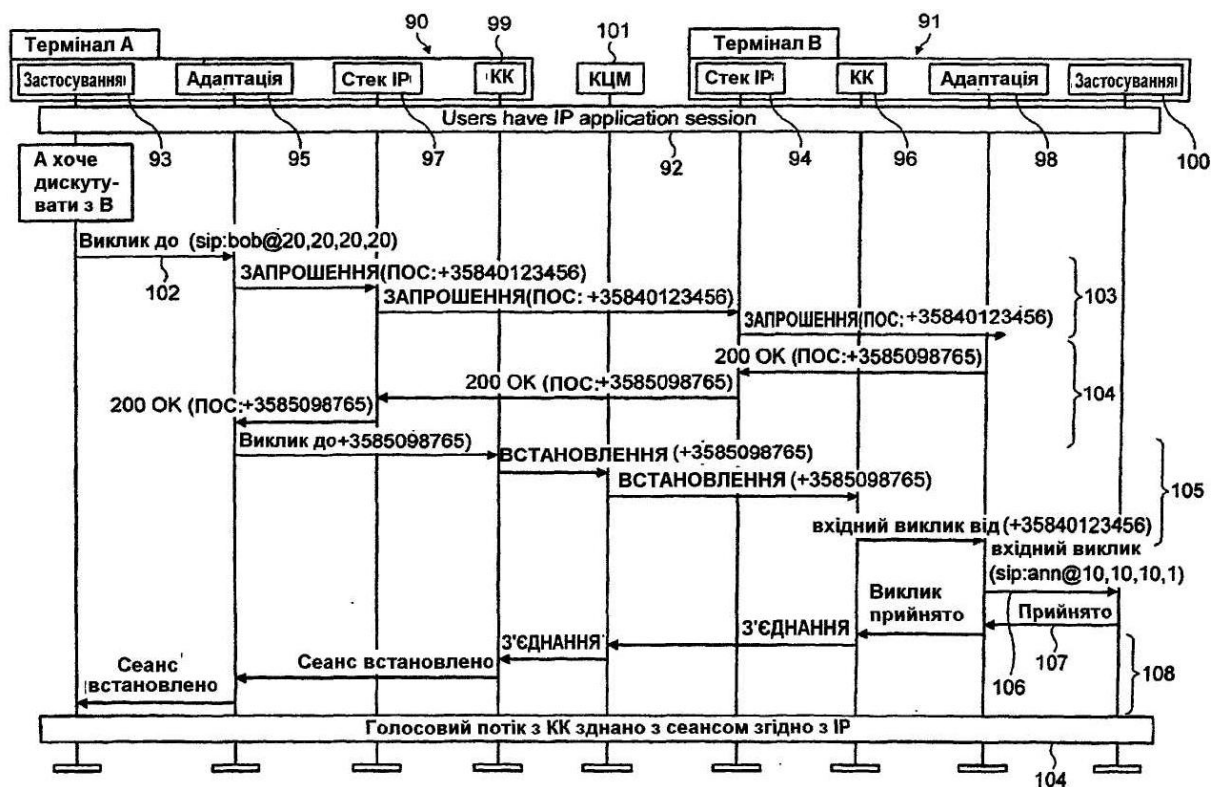 90
99
101
91
Термінал А
Термінал В
Застосування
Адаптація
Стек IP
КК
КЦМ
Стек IP
КК
Адаптація
Застосування
Users have IP application session
93
95
97
92
94
96
98
100
А хоче
дискуту-
вати з В
Виклик до (sip:bob@20,20,20,20)
102
ЗАПРОШЕННЯ(ПОС:+35840123456)
ЗАПРОШЕННЯ(ПОС: +35840123456)
103
ЗАПРОШЕННЯ(ПОС: +35840123456)
200 OK (ПОС:+3585098765)
200 OK (ПОС:+3585098765)
104
200 OK (ПОС:+3585098765)
Виклик до+3585098765)
ВСТАНОВЛЕННЯ (+3585098765)
ВСТАНОВЛЕННЯ (+3585098765)
105
вхідний виклик від (+35840123456)
вхідний виклик
(sip:ann@10,10,10,1)
Виклик
прийнято
Прийнято
З'ЄДНАННЯ
З'ЄДНАННЯ
107
106
108
Сеанс встановлено
Сеанс
встановлено
Голосовий потік з КК зднано з сеансом згідно з IP
104